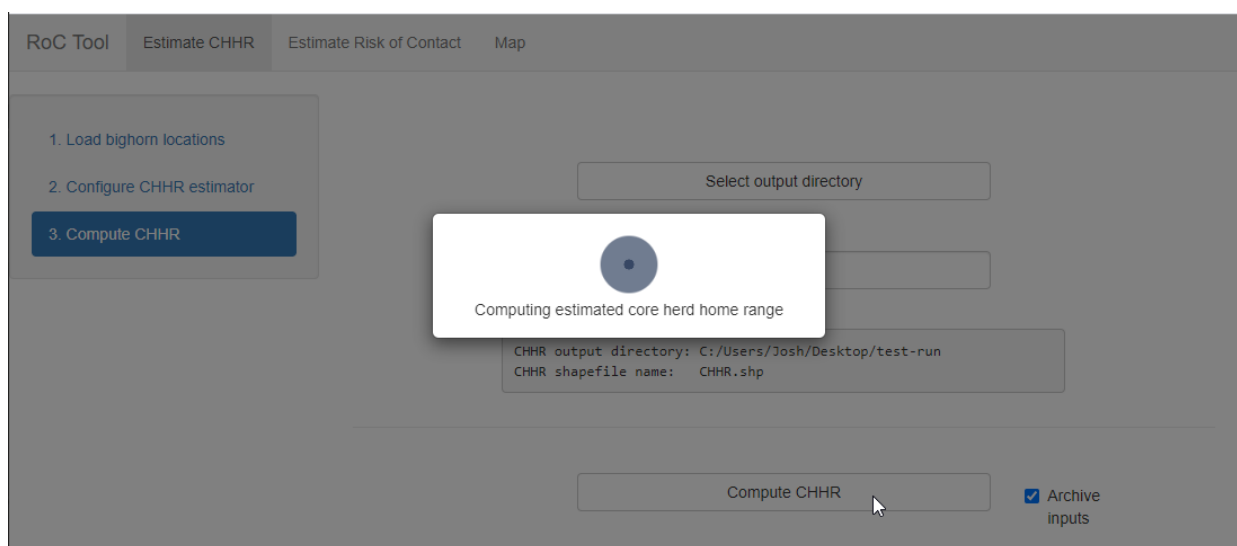 RoC Tool Estimate CHHR Estimate Risk of Contact Map
1. Load bighorn locations
2. Configure CHHR estimator
3. Compute CHHR
Select output directory
Computing estimated core herd home range
CHHR output directory: C:/Users/Josh/Desktop/test-run
CHHR shapefile name: CHHR.shp
Compute CHHR
Archive
inputs